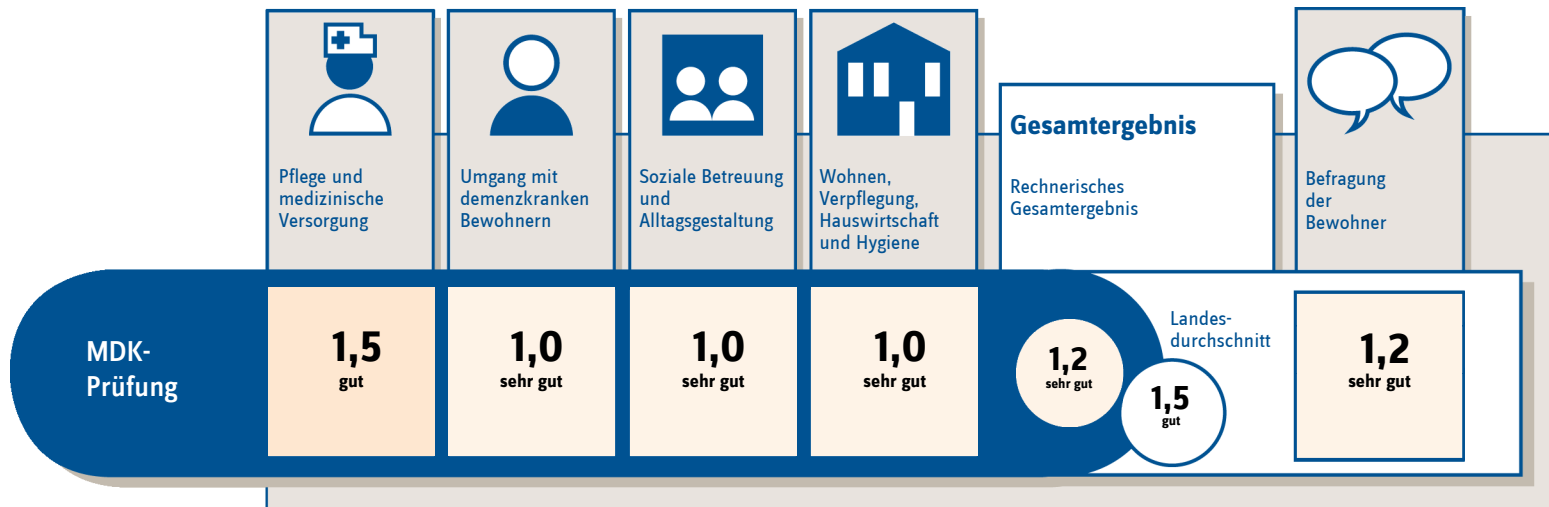 Pflege und
medizinische
Versorgung
Umgang mit
demenzkranken
Bewohnern
Soziale Betreuung
und
Alltagsgestaltung
Wohnen,
Verpflegung,
Hauswirtschaft
und Hygiene
Gesamtergebnis
Rechnerisches
Gesamtergebnis
Befragung
der
Bewohner
MDK-
Prüfung
1,5
gut
1,0
sehr gut
1,0
sehr gut
1,0
sehr gut
1,2
sehr gut
Landes-
durchschnitt
1,5
gut
1,2
sehr gut